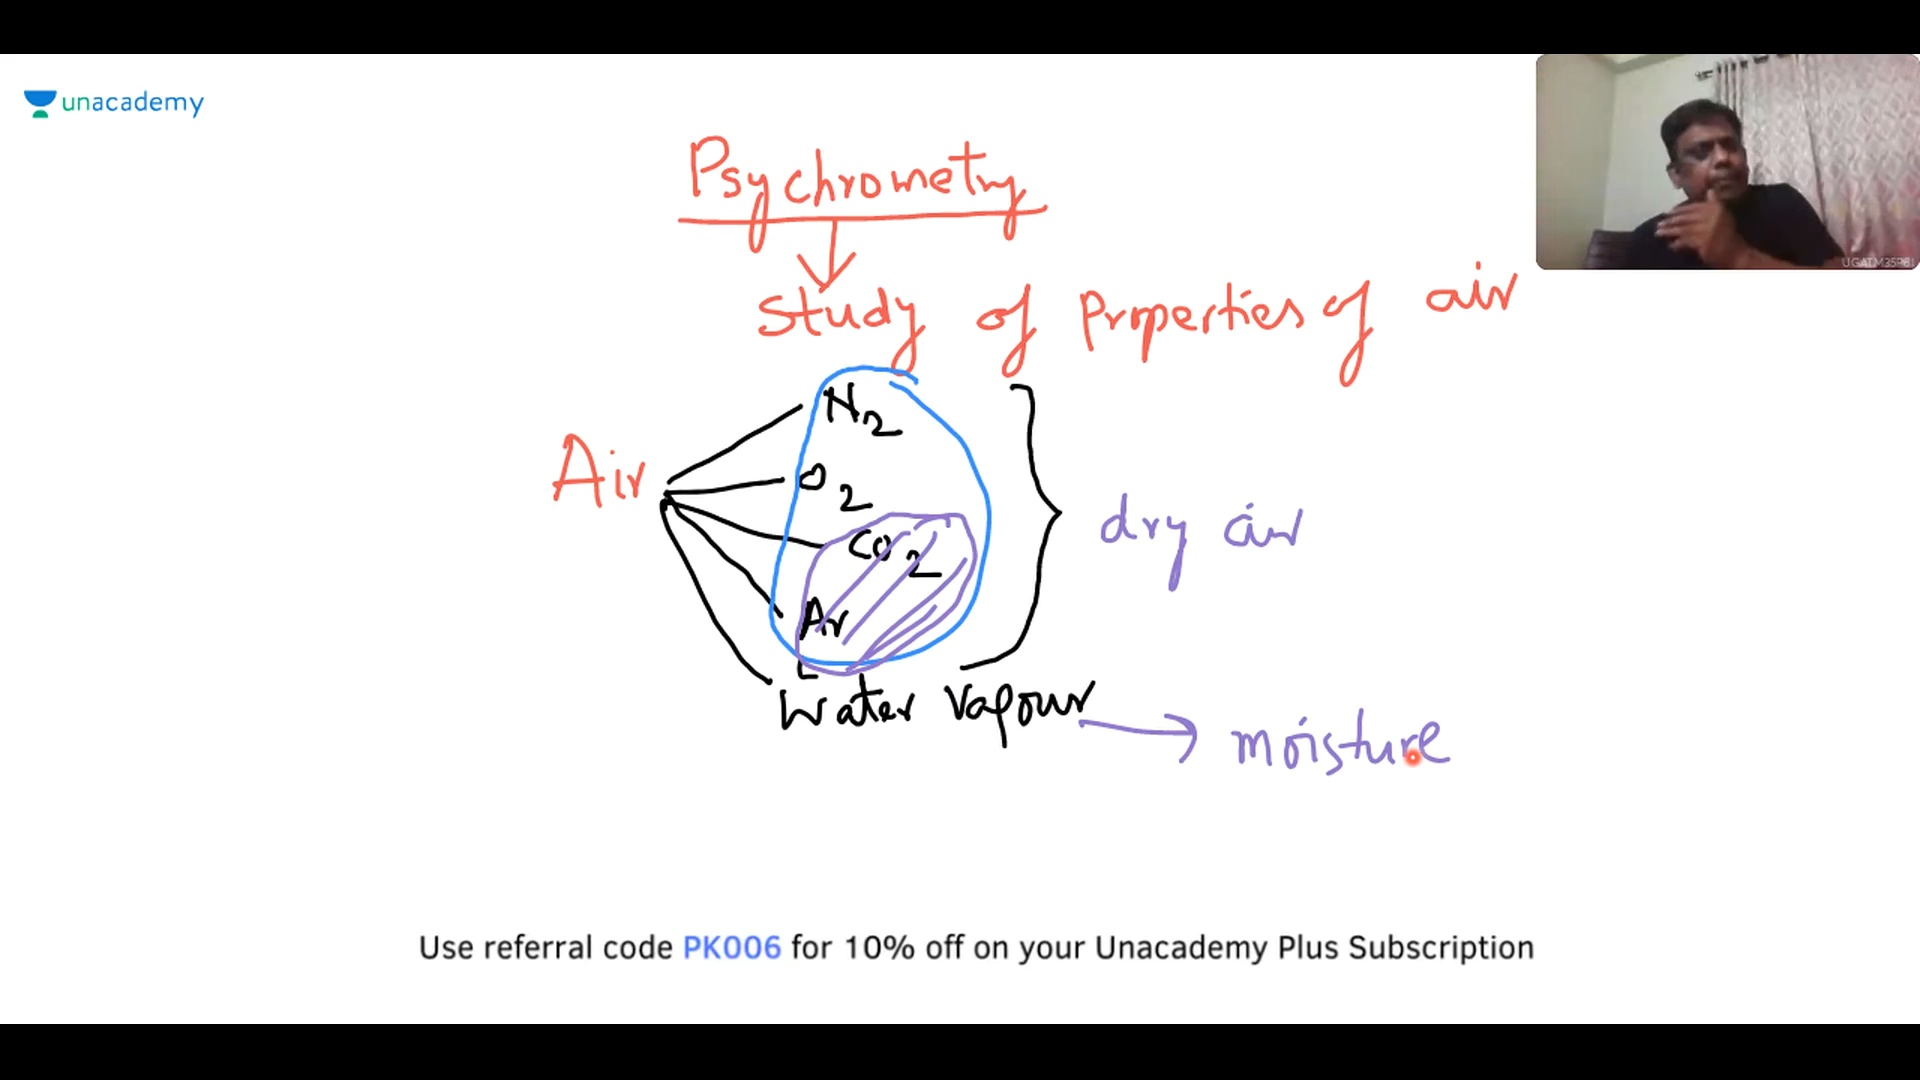 unacademy
Psychrometry
Study of Properties of air
N2
O2
Air
CO2
dry air
Ar
Water Vapour
moisture
Use referral code PK006 for 10% off on your Unacademy Plus Subscription